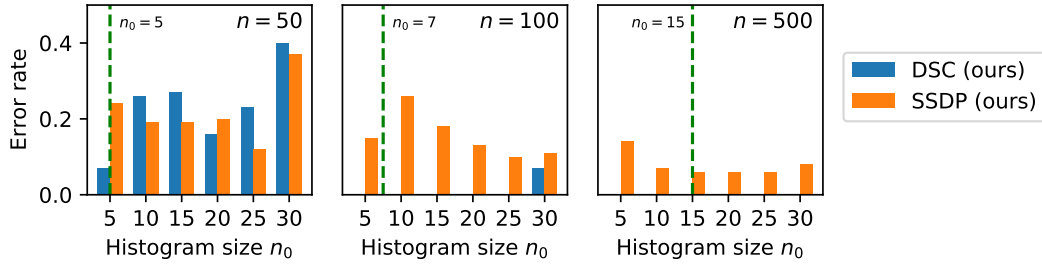 n₀ = 5
n = 50
n₀ = 7
n = 100
n₀ = 15
n = 500
DSC (ours)
SSDP (ours)
Error rate
0.4
0.2
0.0
5 10 15 20 25 30
5 10 15 20 25 30
5 10 15 20 25 30
Histogram size n₀
Histogram size n₀
Histogram size n₀